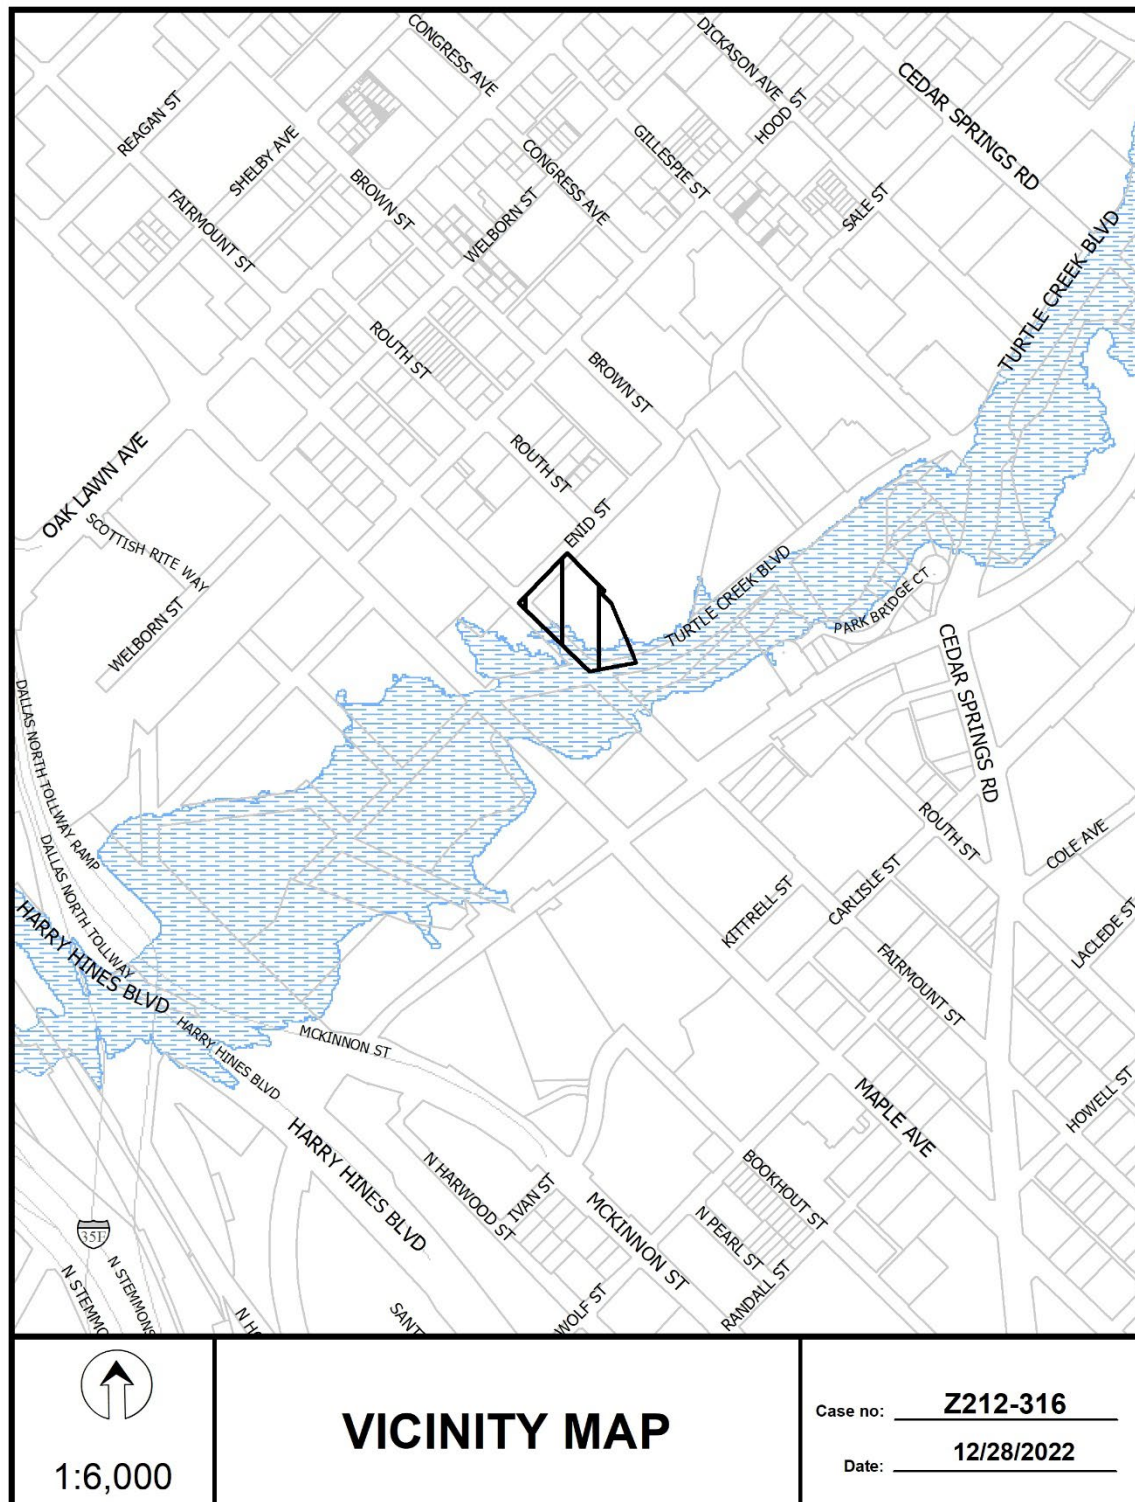 CONGRESS AVE
DICKASON AVE
CEDAR SPRINGS RD
REAGAN ST
SHELBY AVE
HOOD ST
GILLESPIE ST
CONGRESS AVE
BROWN ST
FAIRMOUNT ST
WELBORN ST
SALE ST
TURTLE CREEK BLVD
ROUTH ST
BROWN ST
OAK LAWN AVE
ROUTH ST
ENID ST
SCOTTISH RITE WAY
WELBORN ST
TURTLE CREEK BLVD
PARK BRIDGE CT
CEDAR SPRINGS RD
DALLAS NORTH TOLLWAY RAMP
DALLAS NORTH TOLLWAY
ROUTH ST
COLE AVE
CARLISLE ST
KITTRELL ST
LACLEDE ST
HARRY HINES BLVD
FAIRMOUNT ST
HARRY HINES BLVD
MCKINNON ST
MAPLE AVE
HOWELL ST
HARRY HINES BLVD
N HARWOOD ST
IVAN ST
BOOKHOUT ST
MCKINNON ST
N PEARL ST
RANDALL ST
35E
N STEMMONS
N STEMMO
N H
SANT
WOLF ST
1:6,000
VICINITY MAP
Case no: Z212-316
Date: 12/28/2022